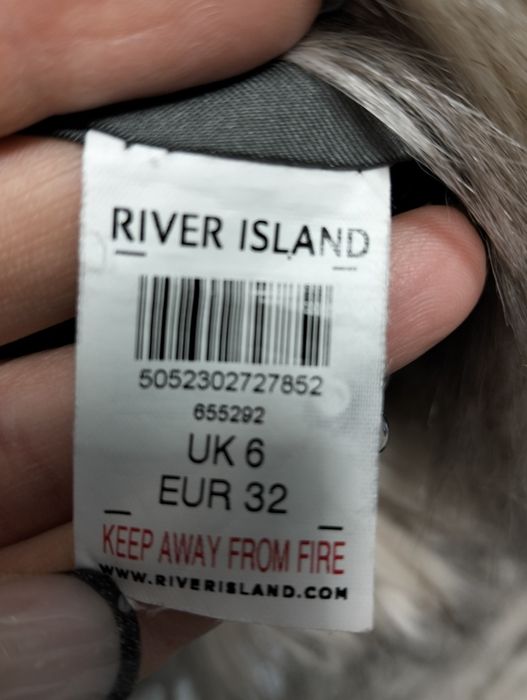 RIVER ISLAND
5052302727852
655292
UK 6
EUR 32
KEEP AWAY FROM FIRE
WWW.RIVERISLAND.COM